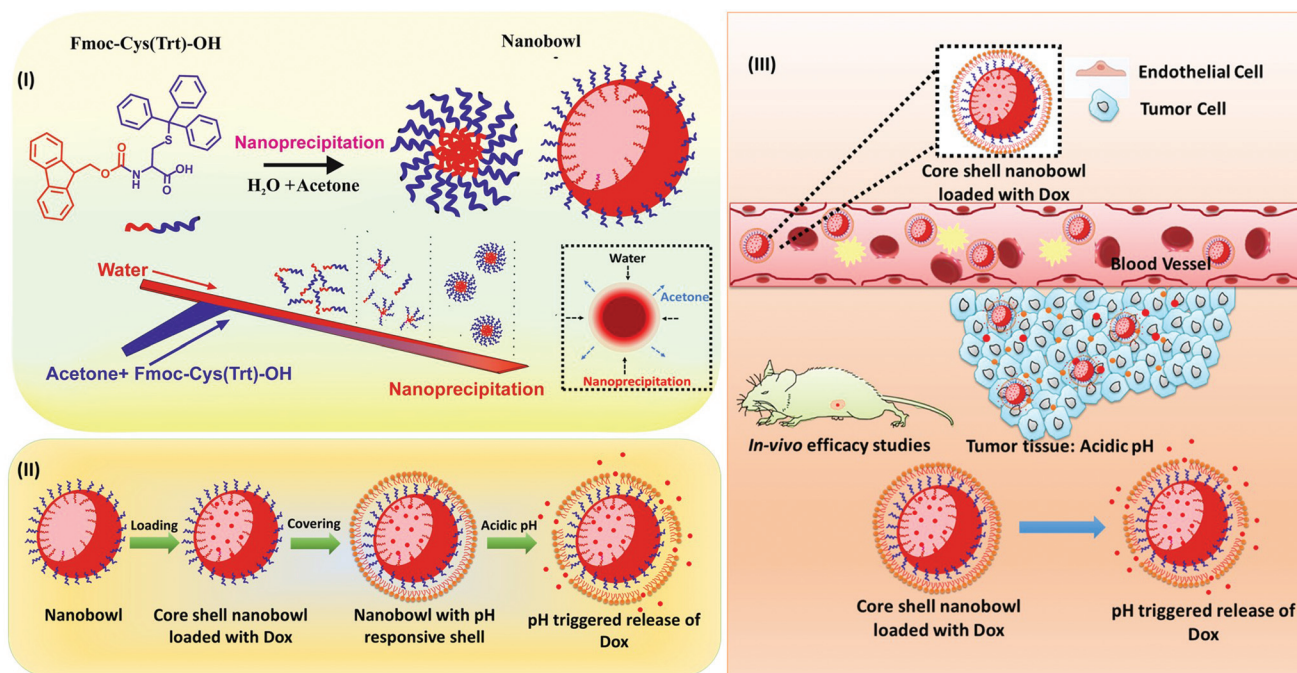 Fmoc-Cys(Trt)-OH
Nanobowl
(I)
S
O
O
N
H
OH
O
Nanoprecipitation
H₂O +Acetone
Water
Acetone+ Fmoc-Cys(Trt)-OH
Nanoprecipitation
Water
Acetone
Nanoprecipitation
(II)
Loading
Covering
Acidic pH
Nanobowl
Core shell nanobowl
loaded with Dox
Nanobowl with pH
responsive shell
pH triggered release of
Dox
(III)
Endothelial Cell
Tumor Cell
Core shell nanobowl
loaded with Dox
Blood Vessel
In-vivo efficacy studies
Tumor tissue: Acidic pH
Core shell nanobowl
loaded with Dox
pH triggered release of
Dox